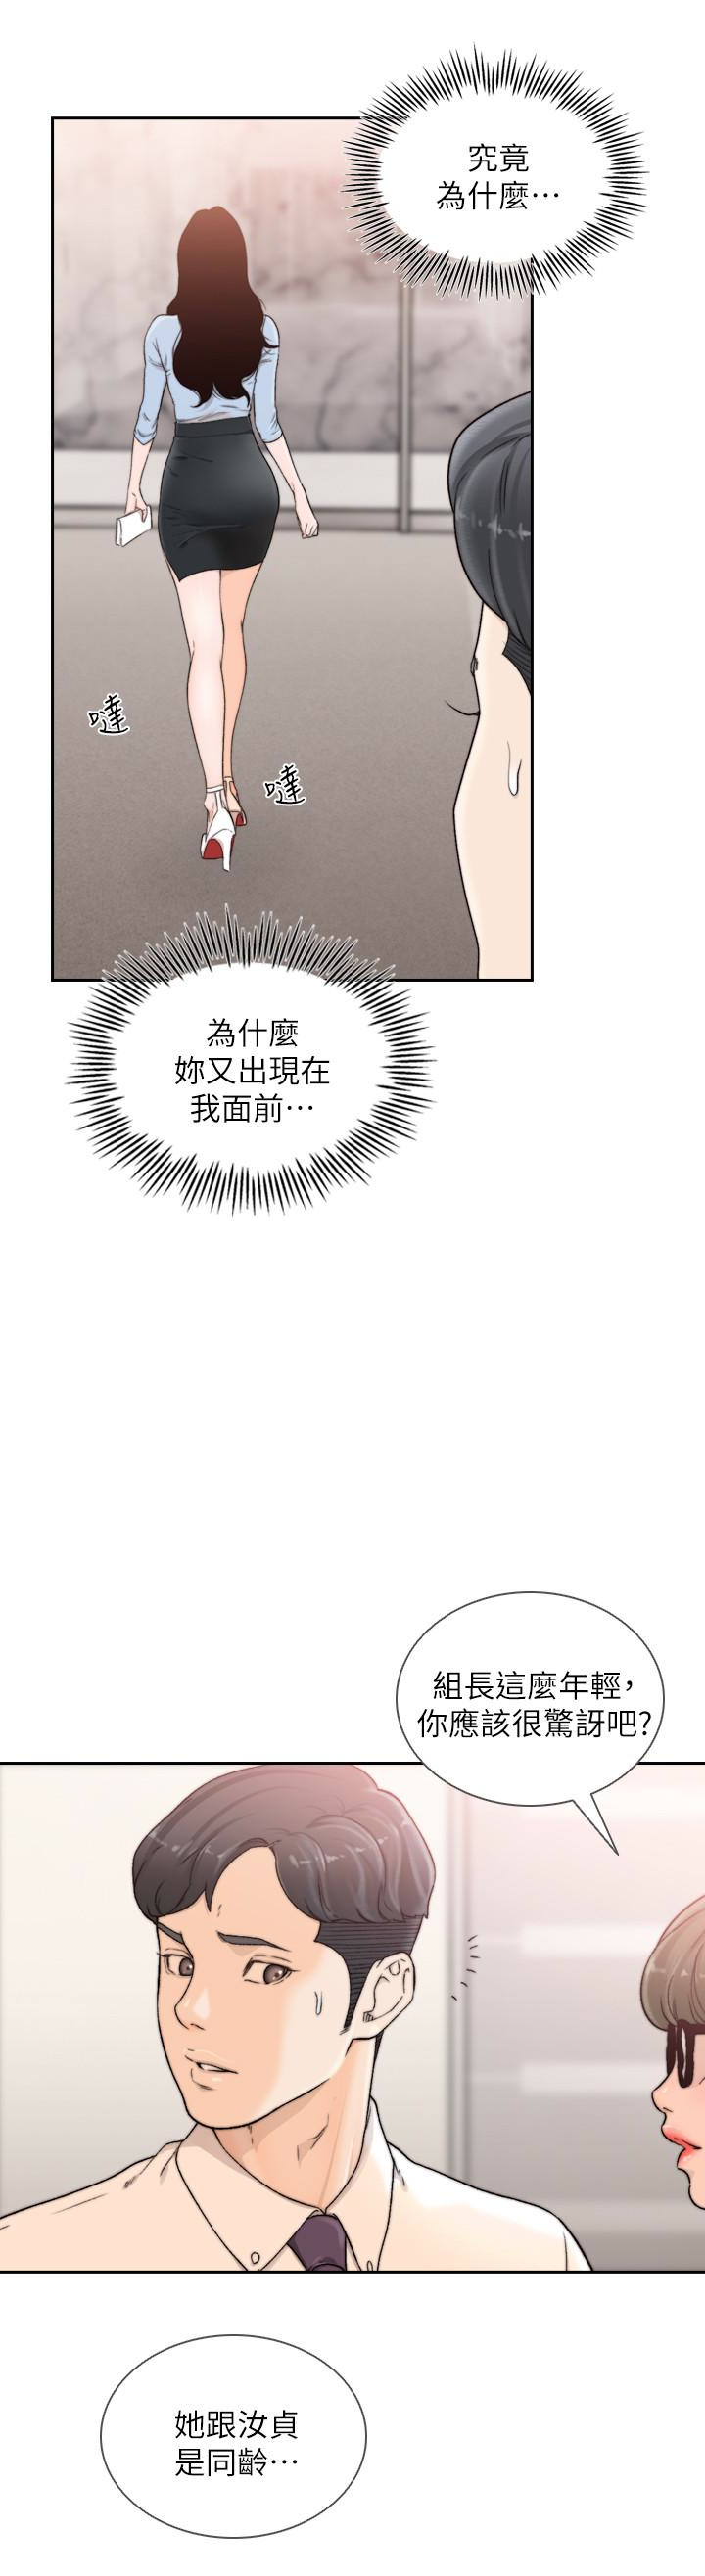 究竟
為什麼…
噠
噠
為什麼
妳又出現在
我面前…
組長這麼年輕，
你應該很驚訝吧?
她跟汝貞
是同齡…